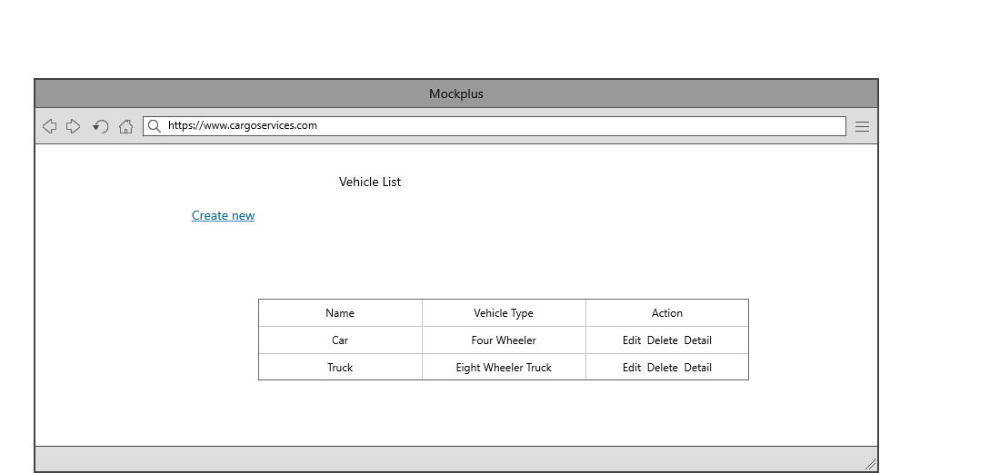 Mockplus
https://www.cargoservices.com
Vehicle List
Create new
Name Vehicle Type Action
Car Four Wheeler Edit Delete Detail
Truck Eight Wheeler Truck Edit Delete Detail